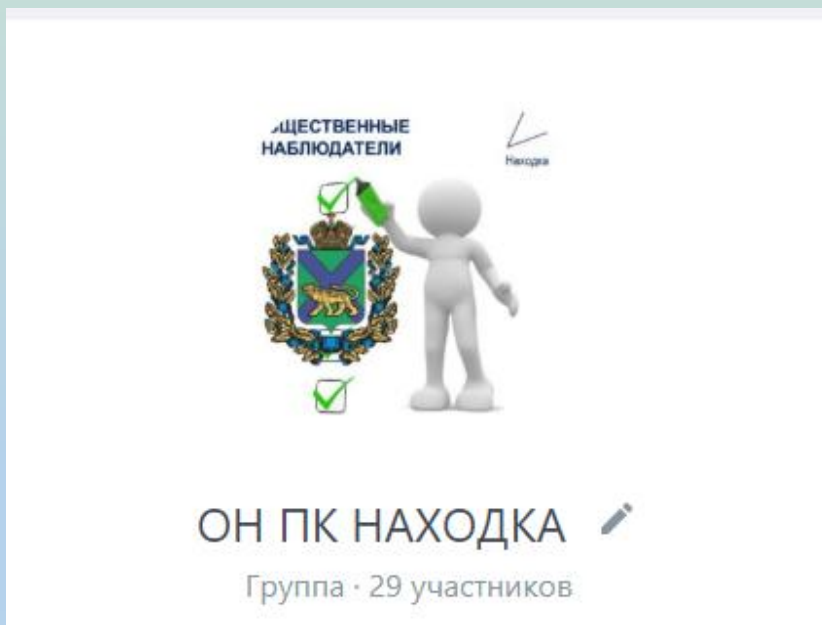 ЩЕСТВЕННЫЕ
НАБЛЮДАТЕЛИ
Находка
ОН ПК НАХОДКА
Группа · 29 участников